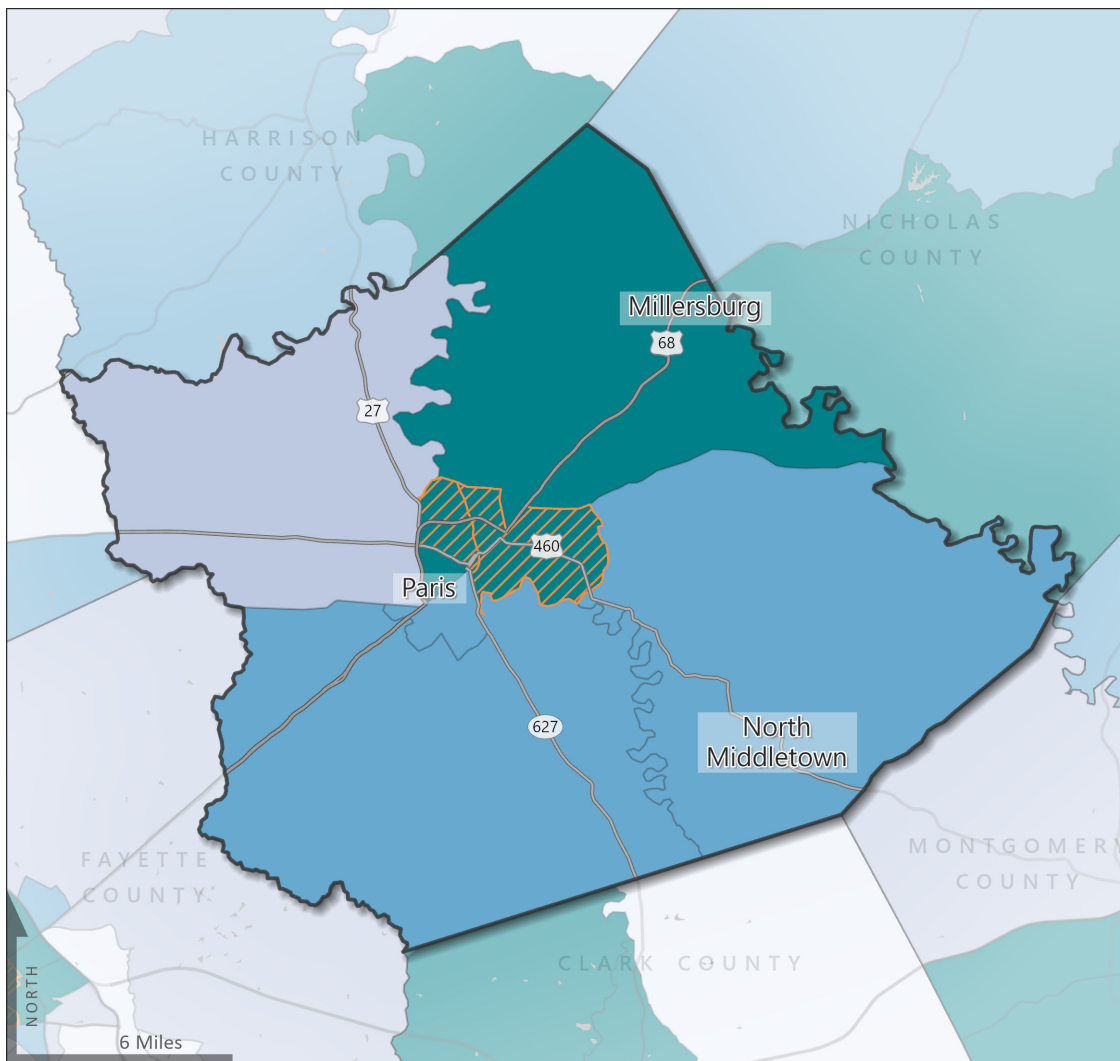 HARRISON
COUNTY
NICHOLAS
COUNTY
Millersburg
68
27
460
Paris
627
North
Middletown
FAYETTE
COUNTY
MONTGOMERY
COUNTY
CLARK COUNTY
NORTH
6 Miles